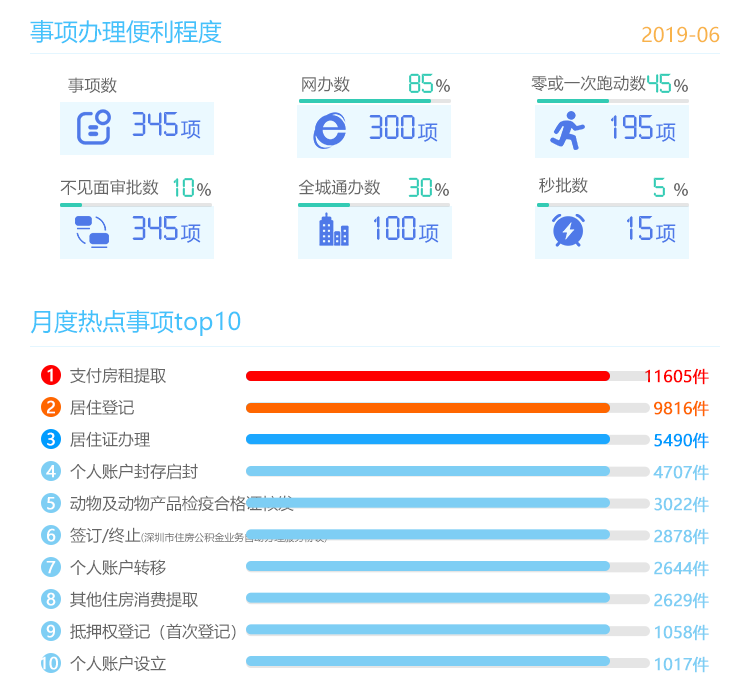 事项办理便利程度
2019-06
事项数
345项
网办数 85%
300项
零或一次跑动数45%
195项
不见面审批数 10%
345项
全城通办数 30%
100项
秒批数 5 %
15项
月度热点事项top10
1 支付房租提取 11605件
2 居住登记 9816件
3 居住证办理 5490件
4 个人账户封存启封 4707件
5 动物及动物产品检疫合格证核发 3022件
6 签订/终止(深圳市住房公积金业务自助办理服务协议) 2878件
7 个人账户转移 2644件
8 其他住房消费提取 2629件
9 抵押权登记（首次登记） 1058件
10 个人账户设立 1017件